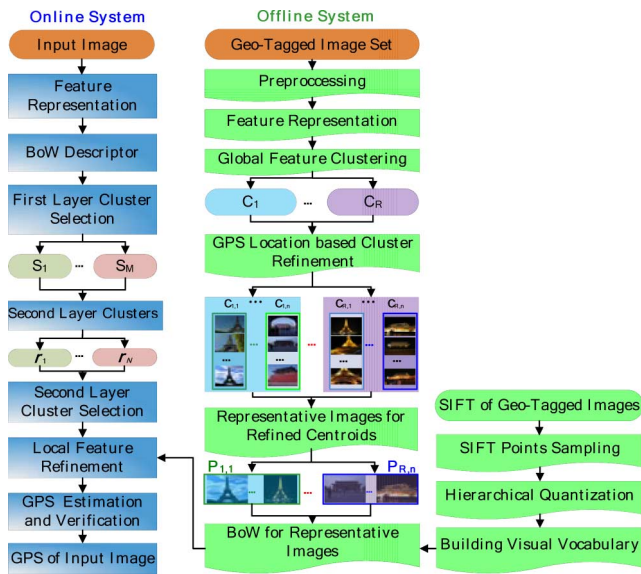 Online System
Input Image
Feature
Representation
BoW Descriptor
First Layer Cluster
Selection
S1 ... SM
Second Layer Clusters
r1 ... rN
Second Layer
Cluster Selection
Local Feature
Refinement
GPS Estimation
and Verification
GPS of Input Image
Offline System
Geo-Tagged Image Set
Preproccessing
Feature Representation
Global Feature Clustering
C1 ... CR
GPS Location based Cluster
Refinement
C1,1 ... C1,n CR,1 ... CR,n
... ... ... ... ... ... ...
Representative Images for
Refined Centroids
P1,1 PR,n
... ... ...
BoW for Representative
Images
SIFT of Geo-Tagged Images
SIFT Points Sampling
Hierarchical Quantization
Building Visual Vocabulary